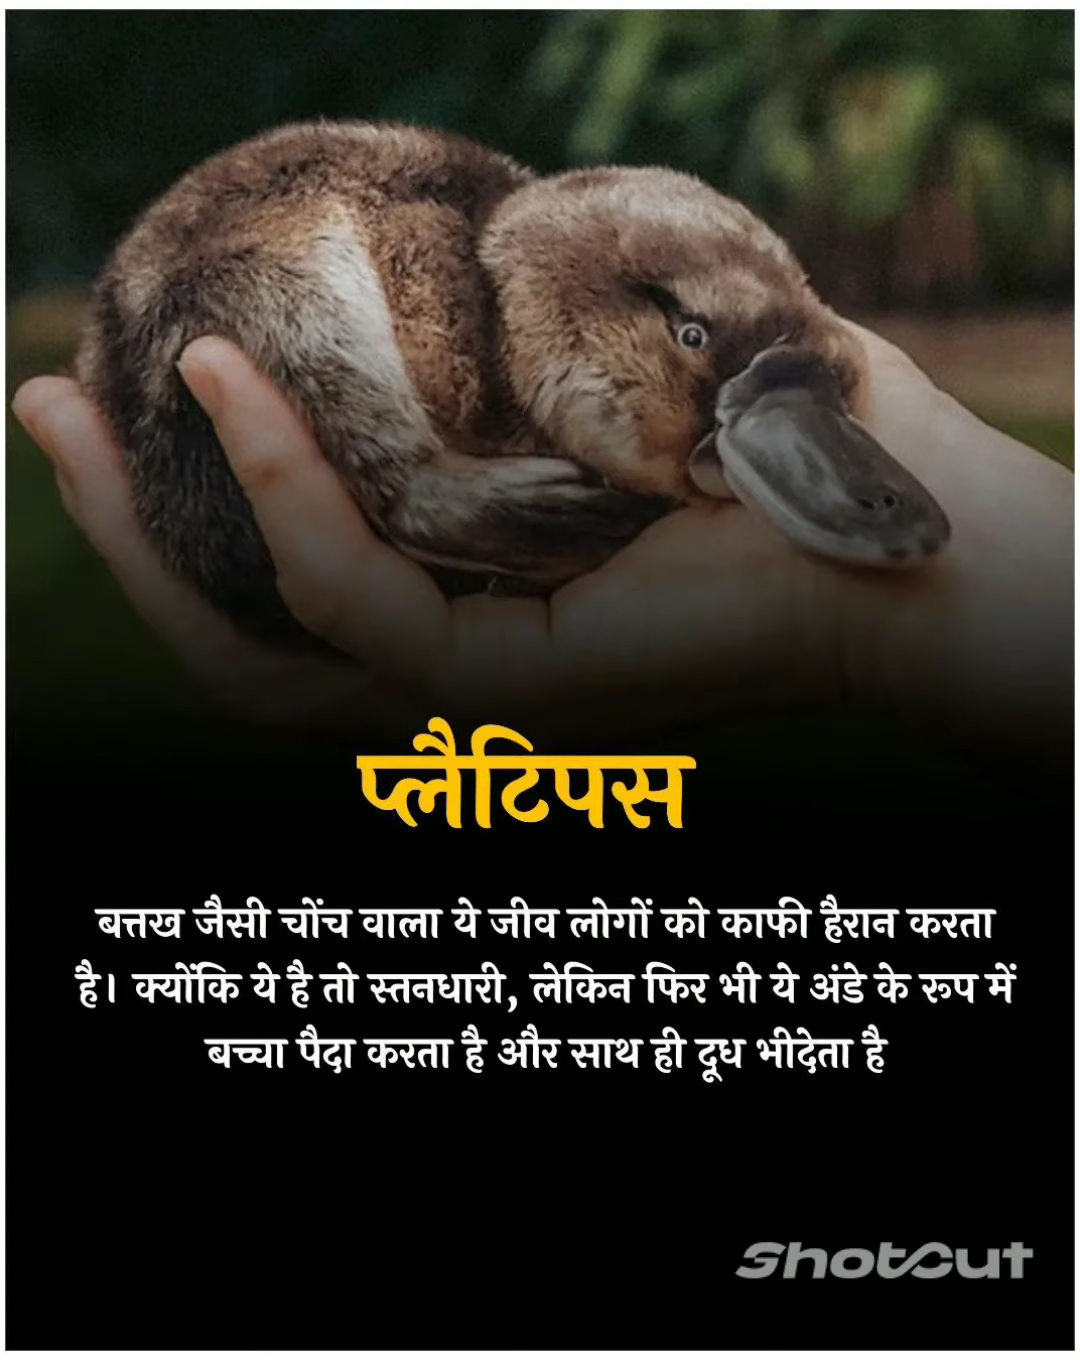 प्लैटिपस
बत्तख जैसी चोंच वाला ये जीव लोगों को काफी हैरान करता
है। क्योंकि ये है तो स्तनधारी, लेकिन फिर भी ये अंडे के रूप में
बच्चा पैदा करता है और साथ ही दूध भीदेता है
ShotCut